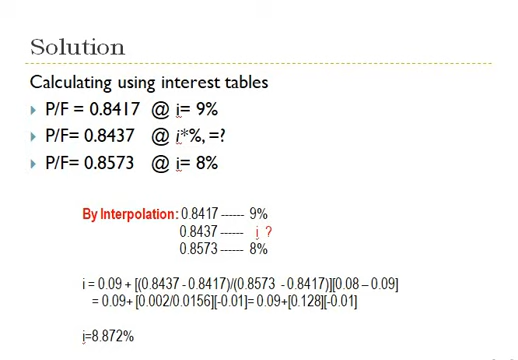 Solution
Calculating using interest tables
P/F = 0.8417 @ i= 9%
P/F= 0.8437 @ i*%, =?
P/F= 0.8573 @ i= 8%
By Interpolation: 0.8417 ------ 9%
0.8437 ------ i ?
0.8573 ------ 8%
i = 0.09 + [(0.8437 - 0.8417)/(0.8573 - 0.8417)][0.08 – 0.09]
= 0.09+ [0.002/0.0156][-0.01]= 0.09+[0.128][-0.01]
i=8.872%